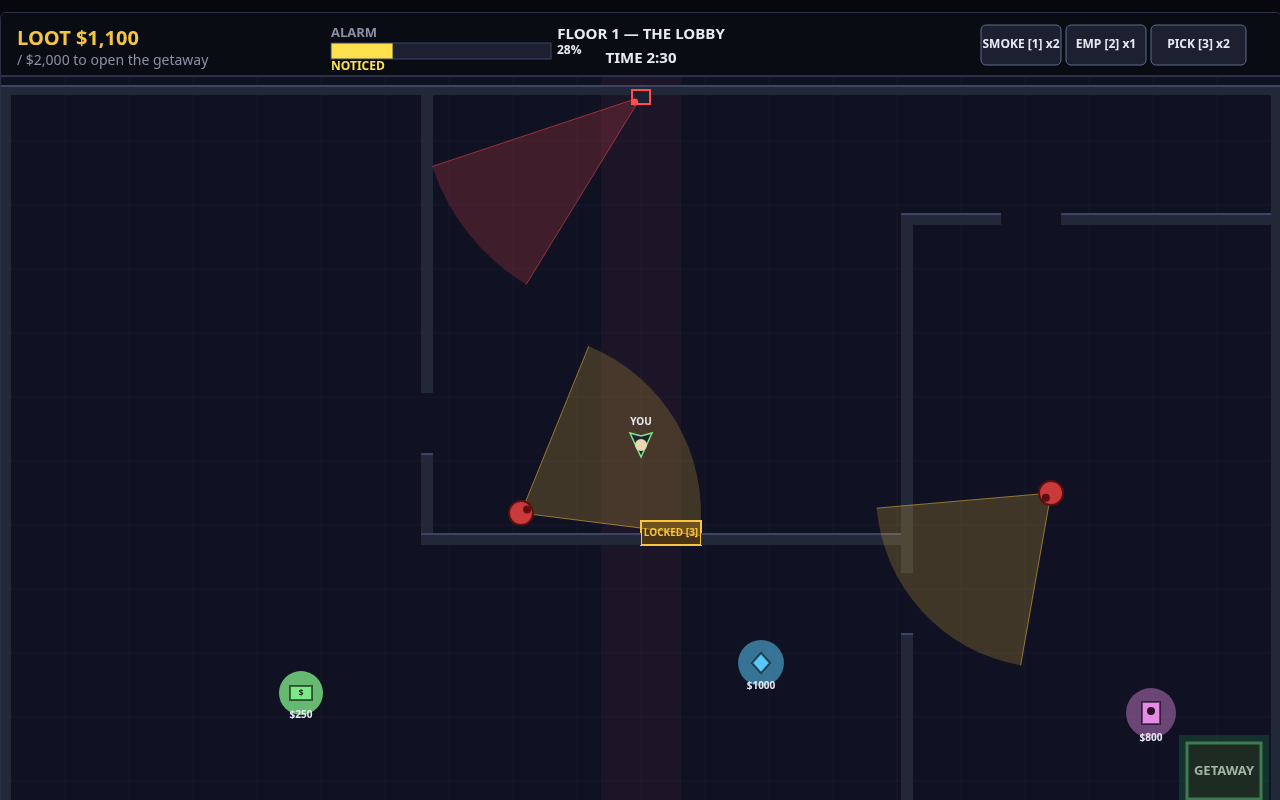 LOOT $1,100
/ $2,000 to open the getaway
ALARM
28%
NOTICED
FLOOR 1 — THE LOBBY
TIME 2:30
SMOKE [1] x2
EMP [2] x1
PICK [3] x2
YOU
LOCKED [3]
$
$250
$1000
$800
GETAWAY